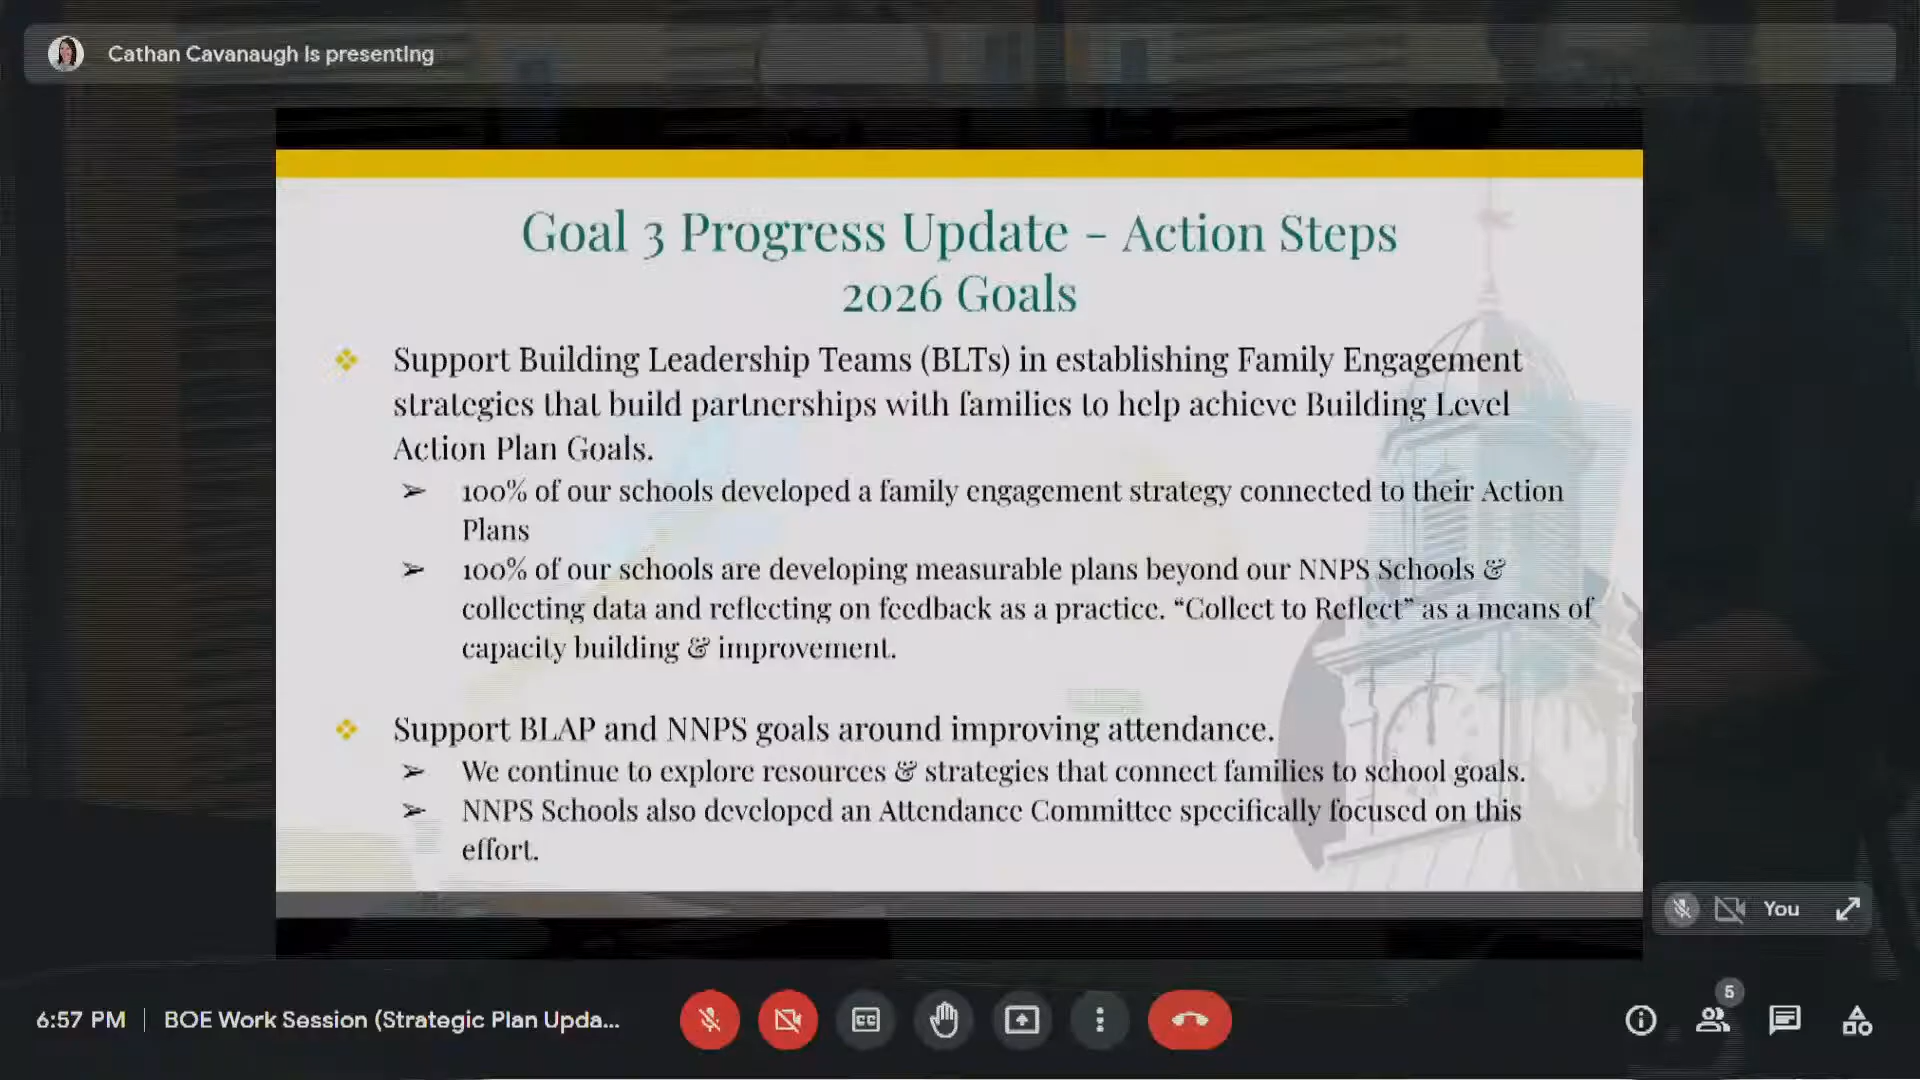 Cathan Cavanaugh is presenting
Goal 3 Progress Update - Action Steps
2026 Goals
Support Building Leadership Teams (BLTs) in establishing Family Engagement
strategies that build partnerships with families to help achieve Building Level
Action Plan Goals.
100% of our schools developed a family engagement strategy connected to their Action
Plans
100% of our schools are developing measurable plans beyond our NNPS Schools &
collecting data and reflecting on feedback as a practice. “Collect to Reflect” as a means of
capacity building & improvement.
Support BLAP and NNPS goals around improving attendance.
We continue to explore resources & strategies that connect families to school goals.
NNPS Schools also developed an Attendance Committee specifically focused on this
effort.
You
5
6:57 PM | BOE Work Session (Strategic Plan Upda...
CC